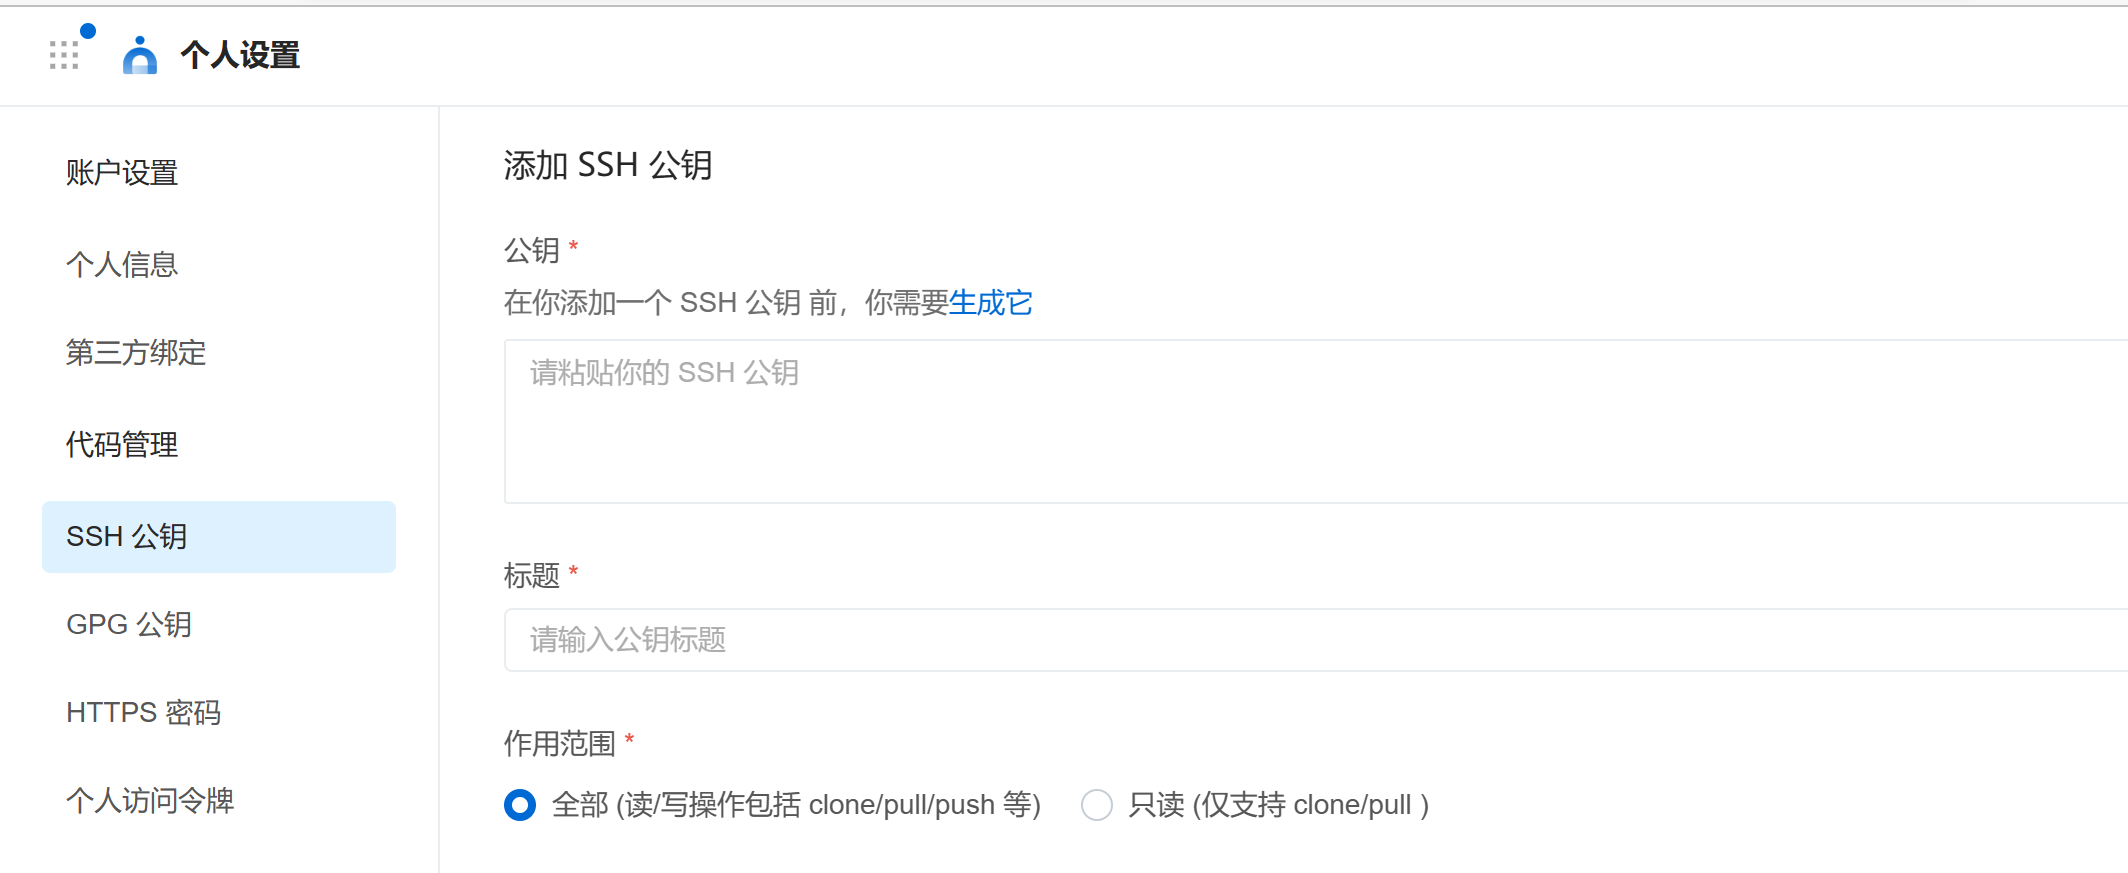 个人设置
账户设置
个人信息
第三方绑定
代码管理
SSH 公钥
GPG 公钥
HTTPS 密码
个人访问令牌
添加 SSH 公钥
公钥 *
在你添加一个 SSH 公钥 前，你需要生成它
请粘贴你的 SSH 公钥
标题 *
请输入公钥标题
作用范围 *
全部 (读/写操作包括 clone/pull/push 等) 只读 (仅支持 clone/pull )